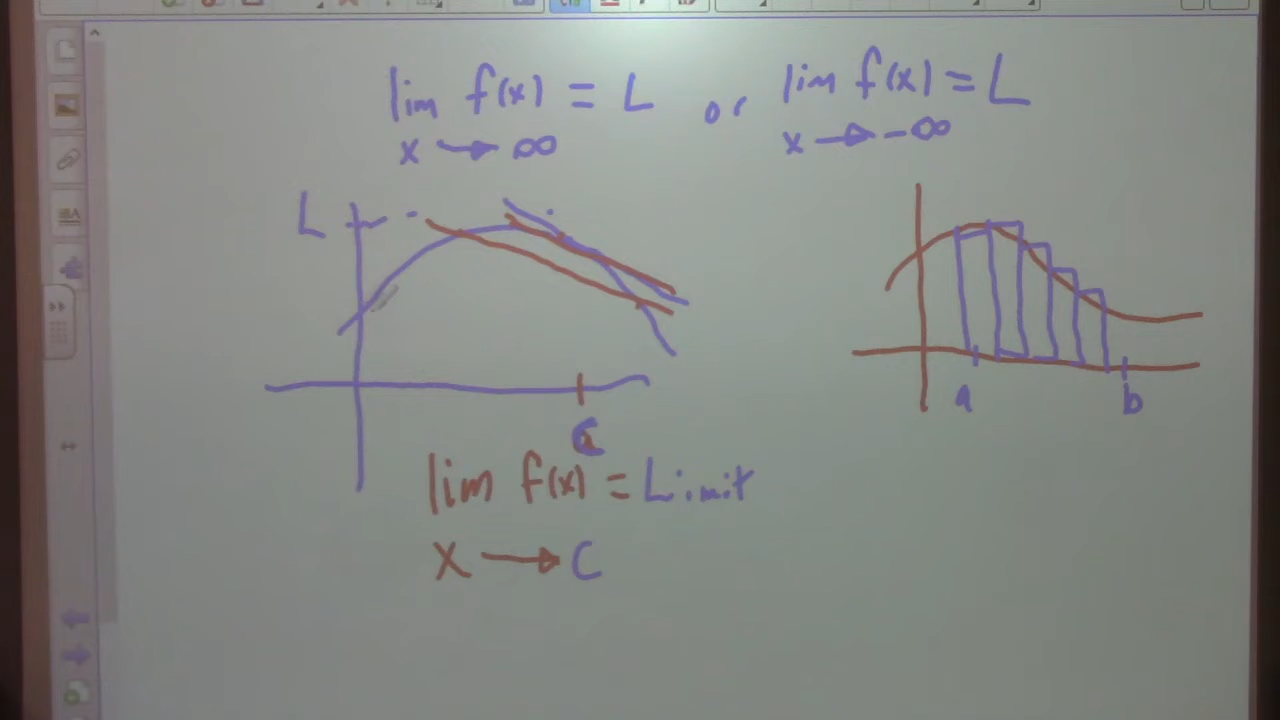 lim f(x) = L or lim f(x) = L
x → ∞ x → -∞
L
a b
c
lim f(x) = Limit
x → c